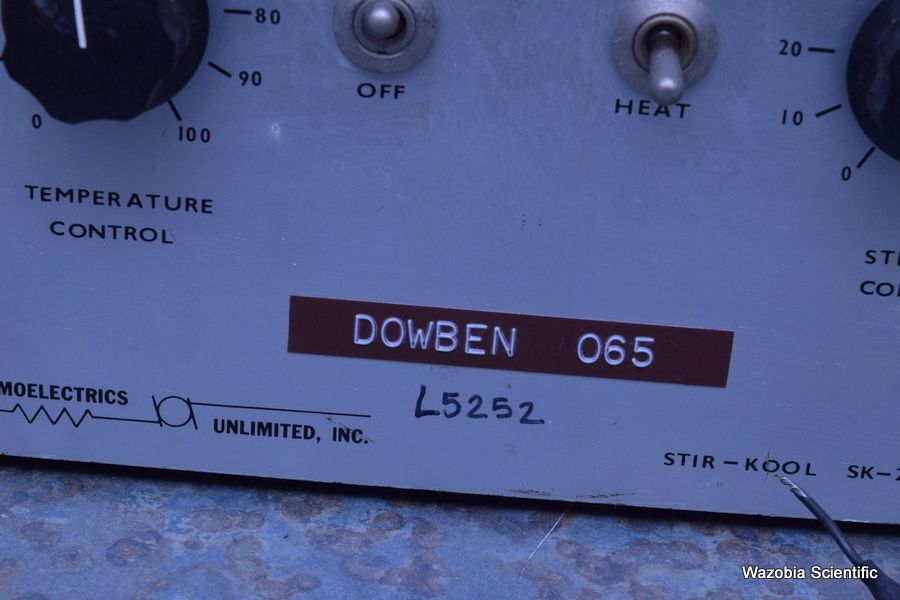 80
90
100
0
TEMPERATURE
CONTROL
OFF
HEAT
20
10
0
DOWBEN 065
L5252
MOELECTRICS
UNLIMITED, INC.
STIR-KOOL SK-
Wazobia Scientific